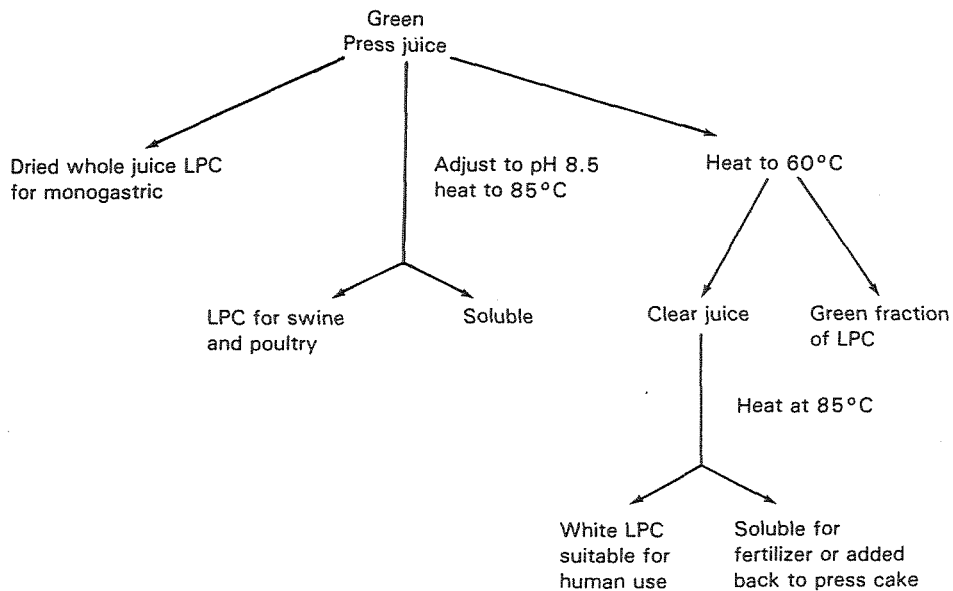 Green
Press juice
Dried whole juice LPC
for monogastric
Adjust to pH 8.5
heat to 85°C
Heat to 60°C
LPC for swine
and poultry
Soluble
Clear juice
Green fraction
of LPC
Heat at 85°C
White LPC
suitable for
human use
Soluble for
fertilizer or added
back to press cake